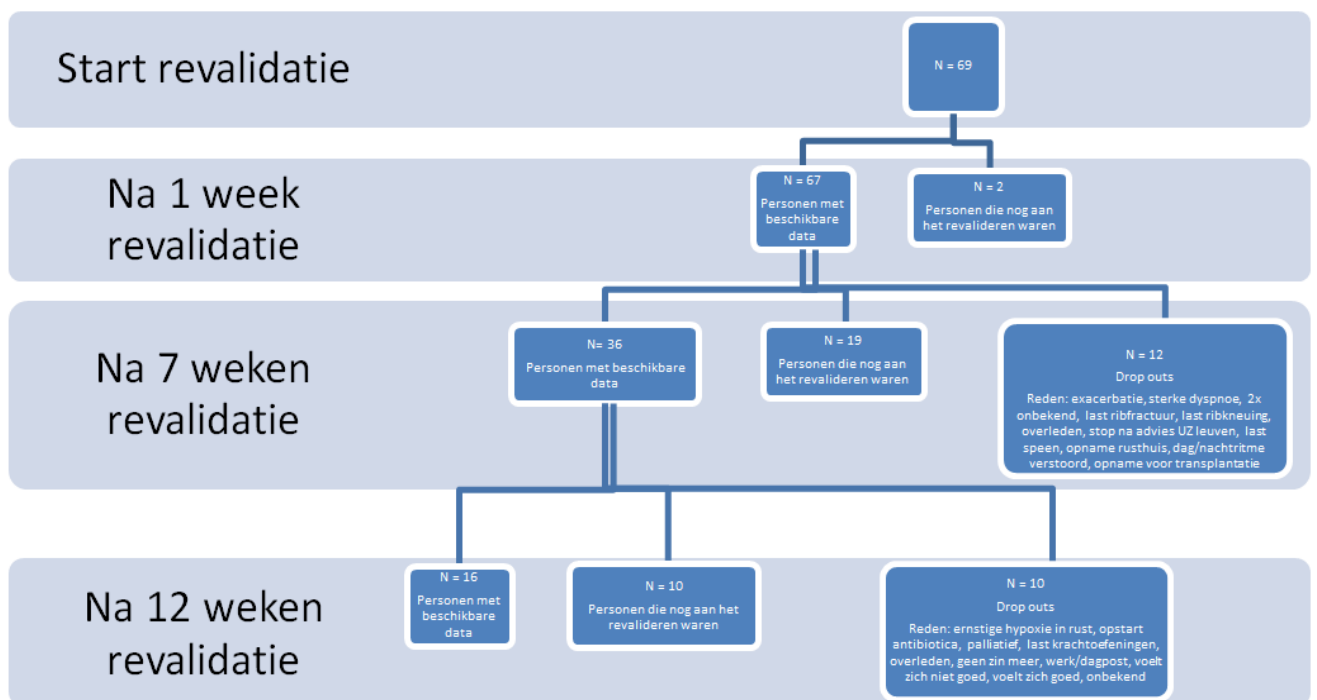 Start revalidatie
N = 69
Na 1 week
revalidatie
N = 67
Personen met
beschikbare
data
N = 2
Personen die nog aan
het revalideren waren
Na 7 weken
revalidatie
N= 36
Personen met beschikbare
data
N = 19
Personen die nog aan
het revalideren waren
N = 12
Drop outs
Reden: exacerbatie, sterke dyspnoe, 2x
onbekend, last ribfractuur, last ribkneuing,
overleden, stop na advies UZ leuven, last
speen, opname rusthuis, dag/nachtritme
verstoord, opname voor transplantatie
Na 12 weken
revalidatie
N = 16
Personen met
beschikbare
data
N = 10
Personen die nog aan het
revalideren waren
N = 10
Drop outs
Reden: ernstige hypoxie in rust, opstart
antibiotica, palliatief, last krachtoefeningen,
overleden, geen zin meer, werk/dagpost, voelt
zich niet goed, voelt zich goed, onbekend